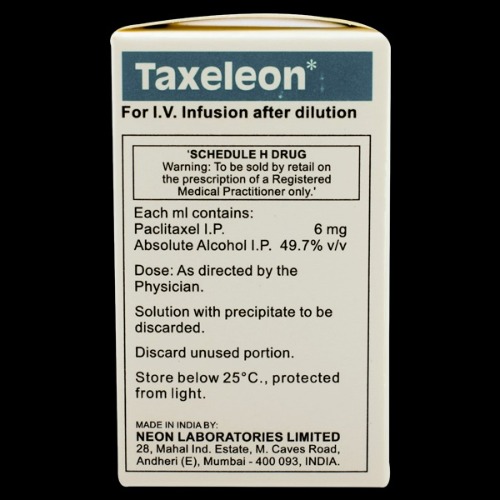 Taxeleon*
For I.V. Infusion after dilution
'SCHEDULE H DRUG
Warning: To be sold by retail on
the prescription of a Registered
Medical Practitioner only.'
Each ml contains:
Paclitaxel I.P. 6 mg
Absolute Alcohol I.P. 49.7% v/v
Dose: As directed by the
Physician.
Solution with precipitate to be
discarded.
Discard unused portion.
Store below 25°C., protected
from light.
MADE IN INDIA BY:
NEON LABORATORIES LIMITED
28, Mahal Ind. Estate, M. Caves Road,
Andheri (E), Mumbai - 400 093, INDIA.